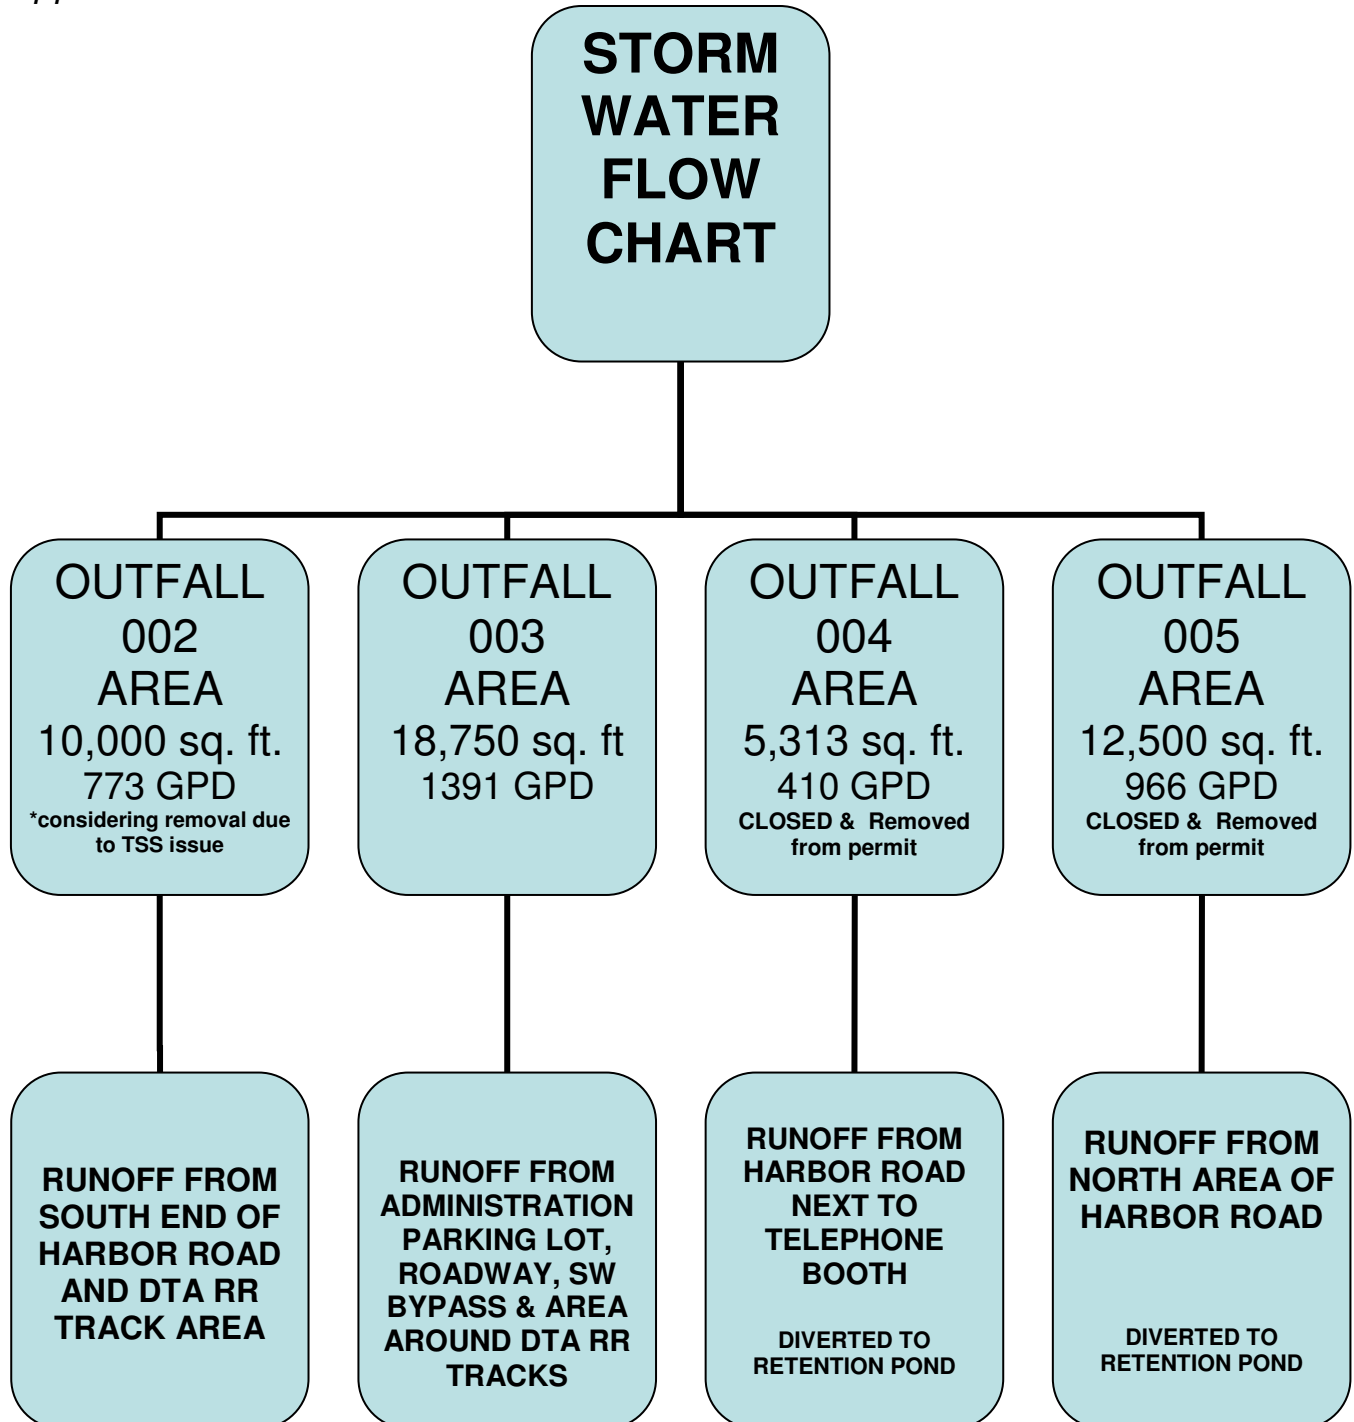 STORM
WATER
FLOW
CHART
OUTFALL
002
AREA
10,000 sq. ft.
773 GPD
*considering removal due
to TSS issue
OUTFALL
003
AREA
18,750 sq. ft
1391 GPD
OUTFALL
004
AREA
5,313 sq. ft.
410 GPD
CLOSED & Removed
from permit
OUTFALL
005
AREA
12,500 sq. ft.
966 GPD
CLOSED & Removed
from permit
RUNOFF FROM
SOUTH END OF
HARBOR ROAD
AND DTA RR
TRACK AREA
RUNOFF FROM
ADMINISTRATION
PARKING LOT,
ROADWAY, SW
BYPASS & AREA
AROUND DTA RR
TRACKS
RUNOFF FROM
HARBOR ROAD
NEXT TO
TELEPHONE
BOOTH
DIVERTED TO
RETENTION POND
RUNOFF FROM
NORTH AREA OF
HARBOR ROAD
DIVERTED TO
RETENTION POND